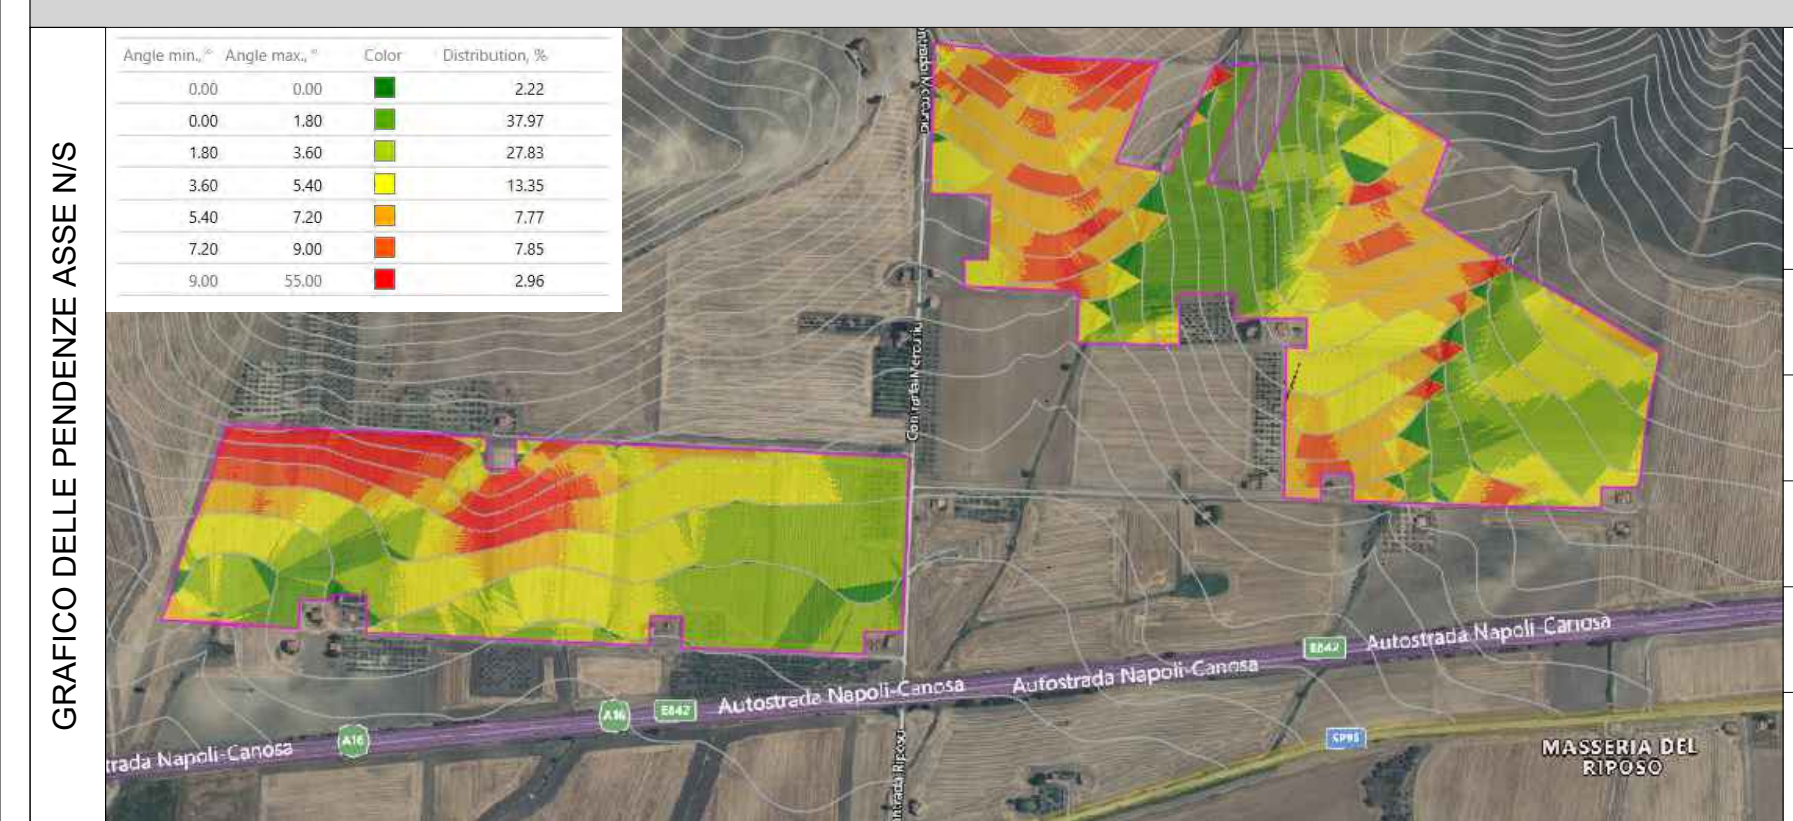 GRAFICO DELLE PENDENZE ASSE N/S
Angle min., ° Angle max., ° Color Distribution, %
0.00 0.00 2.22
0.00 1.80 37.97
1.80 3.60 27.83
3.60 5.40 13.35
5.40 7.20 7.77
7.20 9.00 7.85
9.00 55.00 2.96
Autostrada Napoli-Canosa
E842
Autostrada Napoli-Canosa
Autostrada Napoli-Canosa
E842
A16
A16
trada Napoli-Canosa
SP95
MASSERIA DEL
RIPOSO